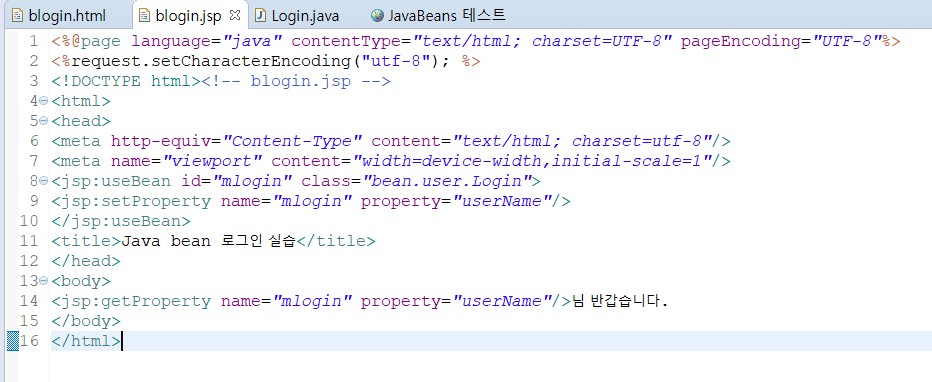 blogin.html blogin.jsp Login.java JavaBeans 테스트
1 <%@page language="java" contentType="text/html; charset=UTF-8" pageEncoding="UTF-8"%>
2 <%request.setCharacterEncoding("utf-8"); %>
3 <!DOCTYPE html><!-- blogin.jsp -->
4 <html>
5 <head>
6 <meta http-equiv="Content-Type" content="text/html; charset=utf-8"/>
7 <meta name="viewport" content="width=device-width,initial-scale=1"/>
8 <jsp:useBean id="mlogin" class="bean.user.Login">
9 <jsp:setProperty name="mlogin" property="userName"/>
10 </jsp:useBean>
11 <title>Java bean 로그인 실습</title>
12 </head>
13 <body>
14 <jsp:getProperty name="mlogin" property="userName"/>님 반갑습니다.
15 </body>
16 </html>